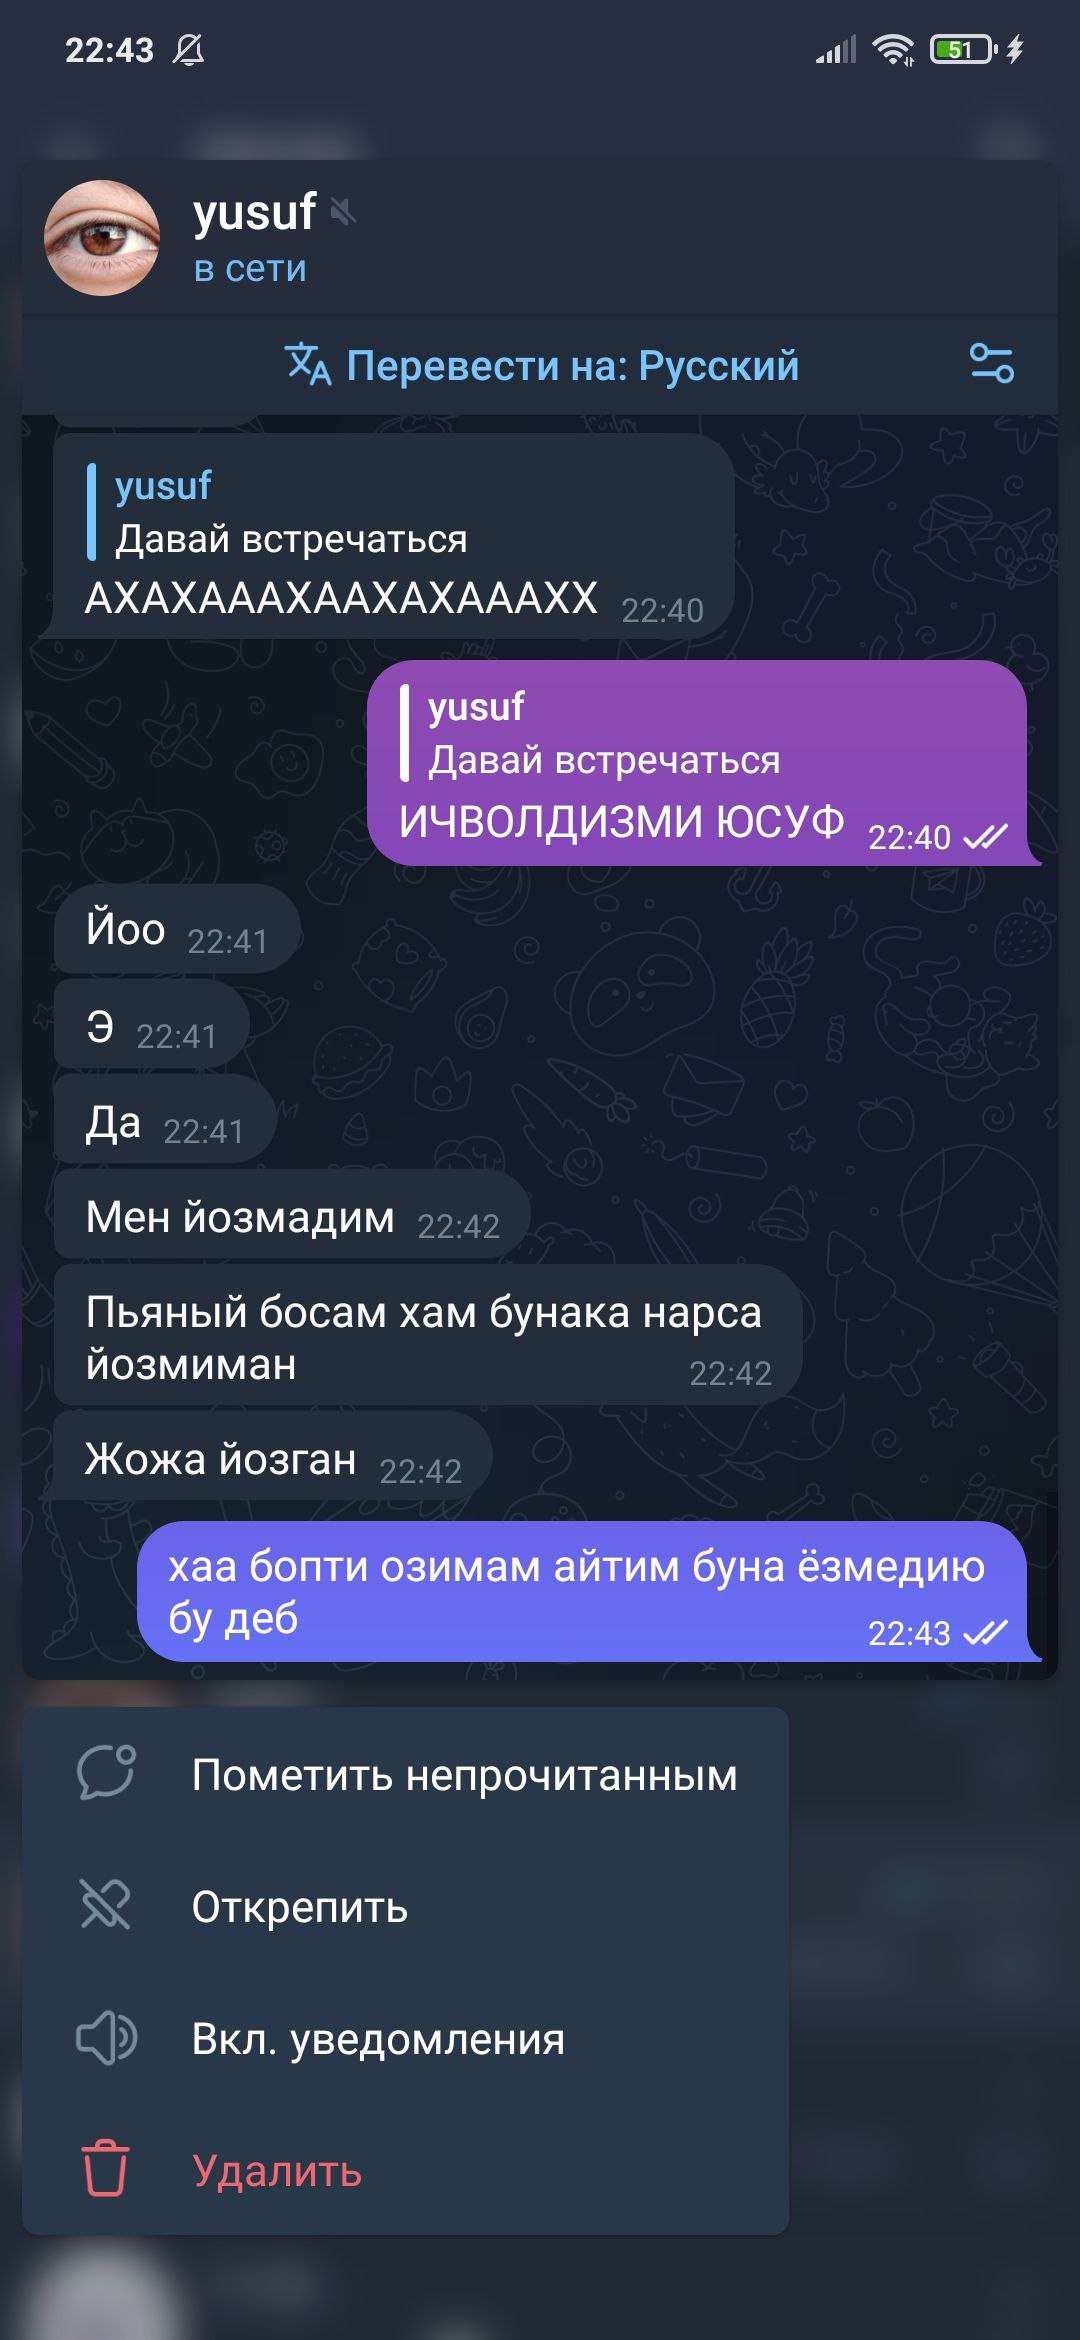 22:43
51
yusuf
в сети
Перевести на: Русский
yusuf
Давай встречаться
АХАХАААХААХАХАААХХ 22:40
yusuf
Давай встречаться
ИЧВОЛДИЗМИ ЮСУФ 22:40
Йоо 22:41
Э 22:41
Да 22:41
Мен йозмадим 22:42
Пьяный босам хам бунака нарса
йозмиман 22:42
Жожа йозган 22:42
хаа бопти озимам айтим буна ёзмедию
бу деб 22:43
Пометить непрочитанным
Открепить
Вкл. уведомления
Удалить